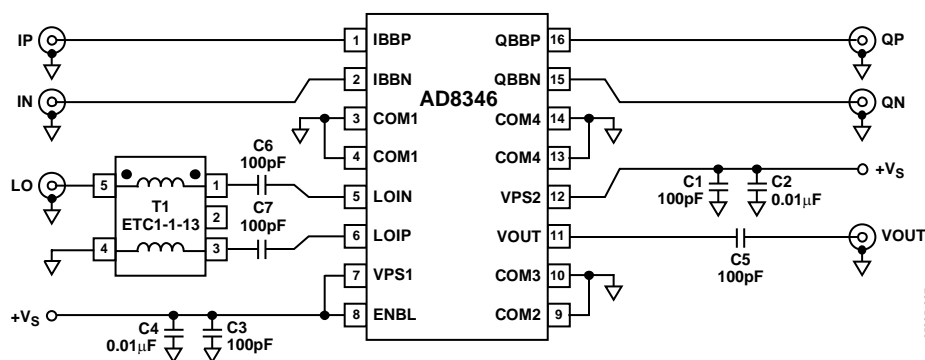 IP
1
IBBP
QBBP
16
QP
IN
2
IBBN
QBBN
15
QN
AD8346
3
COM1
COM4
14
4
COM1
COM4
13
LO
5
1
C6
100pF
5
LOIN
VPS2
12
C1
100pF
C2
0.01µF
+VS
T1
ETC1-1-13
2
C7
100pF
4
3
6
LOIP
VOUT
11
C5
100pF
VOUT
7
VPS1
COM3
10
+VS
C4
0.01µF
C3
100pF
8
ENBL
COM2
9